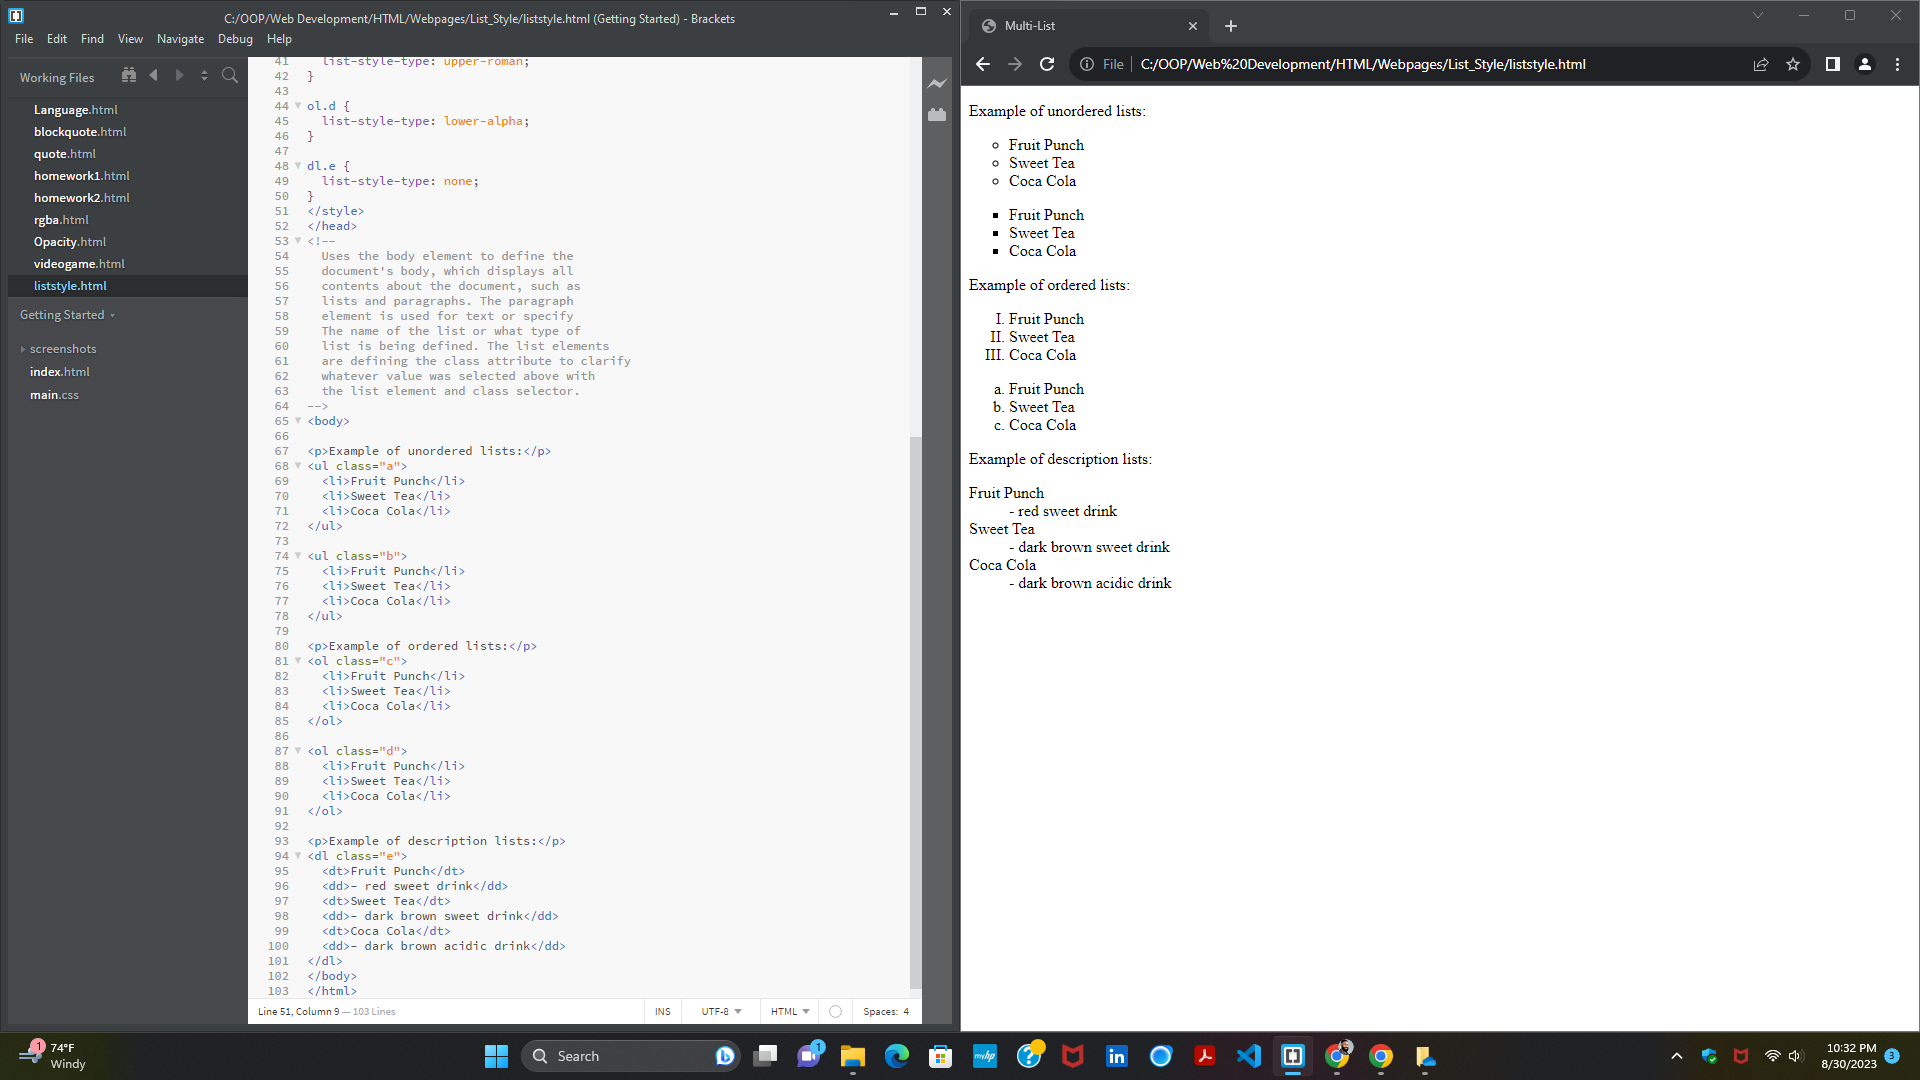 C:/OOP/Web Development/HTML/Webpages/List_Style/liststyle.html (Getting Started) - Brackets
File Edit Find View Navigate Debug Help
Working Files
Language.html
blockquote.html
quote.html
homework1.html
homework2.html
rgba.html
Opacity.html
videogame.html
liststyle.html
Getting Started
screenshots
index.html
main.css
41 list-style-type: upper-roman;
42 }
43
44 ol.d {
45 list-style-type: lower-alpha;
46 }
47
48 dl.e {
49 list-style-type: none;
50 }
51 </style>
52 </head>
53 <!--
54 Uses the body element to define the
55 document's body, which displays all
56 contents about the document, such as
57 lists and paragraphs. The paragraph
58 element is used for text or specify
59 The name of the list or what type of
60 list is being defined. The list elements
61 are defining the class attribute to clarify
62 whatever value was selected above with
63 the list element and class selector.
64 -->
65 <body>
66
67 <p>Example of unordered lists:</p>
68 <ul class="a">
69 <li>Fruit Punch</li>
70 <li>Sweet Tea</li>
71 <li>Coca Cola</li>
72 </ul>
73
74 <ul class="b">
75 <li>Fruit Punch</li>
76 <li>Sweet Tea</li>
77 <li>Coca Cola</li>
78 </ul>
79
80 <p>Example of ordered lists:</p>
81 <ol class="c">
82 <li>Fruit Punch</li>
83 <li>Sweet Tea</li>
84 <li>Coca Cola</li>
85 </ol>
86
87 <ol class="d">
88 <li>Fruit Punch</li>
89 <li>Sweet Tea</li>
90 <li>Coca Cola</li>
91 </ol>
92
93 <p>Example of description lists:</p>
94 <dl class="e">
95 <dt>Fruit Punch</dt>
96 <dd>- red sweet drink</dd>
97 <dt>Sweet Tea</dt>
98 <dd>- dark brown sweet drink</dd>
99 <dt>Coca Cola</dt>
100 <dd>- dark brown acidic drink</dd>
101 </dl>
102 </body>
103 </html>
Line 51, Column 9 — 103 Lines INS UTF-8 HTML Spaces: 4
Multi-List
File C:/OOP/Web%20Development/HTML/Webpages/List_Style/liststyle.html
Example of unordered lists:
Fruit Punch
Sweet Tea
Coca Cola
Fruit Punch
Sweet Tea
Coca Cola
Example of ordered lists:
I. Fruit Punch
II. Sweet Tea
III. Coca Cola
a. Fruit Punch
b. Sweet Tea
c. Coca Cola
Example of description lists:
Fruit Punch
- red sweet drink
Sweet Tea
- dark brown sweet drink
Coca Cola
- dark brown acidic drink
1
74°F
Windy
Search
1
myhp
in
10:32 PM
8/30/2023
3